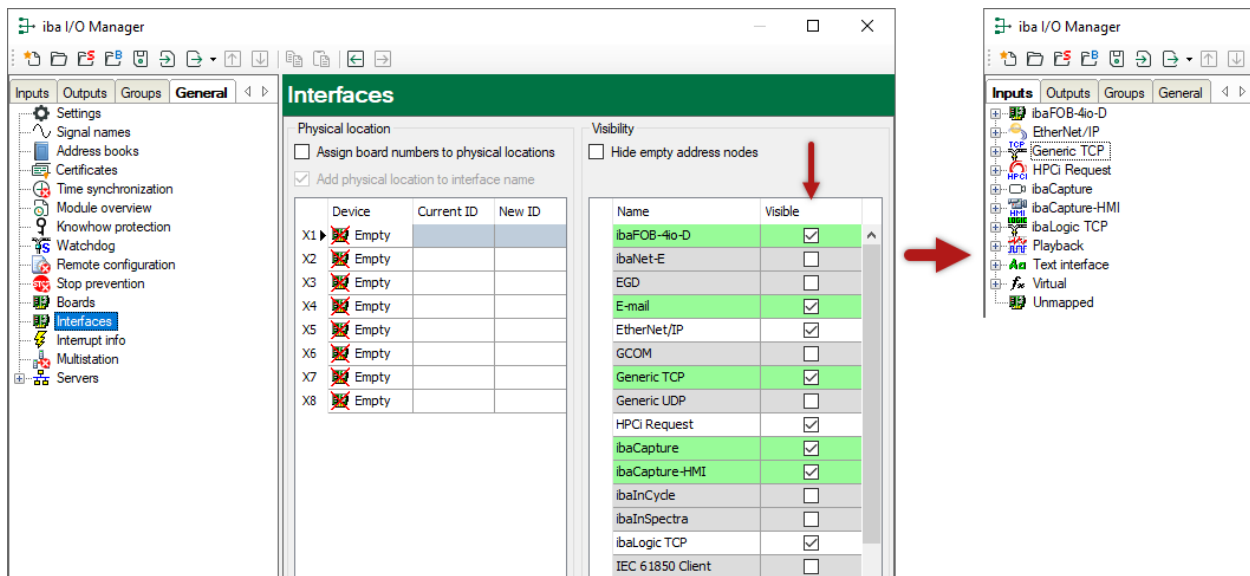 iba I/O Manager
Inputs Outputs Groups General
Settings
Signal names
Address books
Certificates
Time synchronization
Module overview
Knowhow protection
Watchdog
Remote configuration
Stop prevention
Boards
Interfaces
Interrupt info
Multistation
Servers
Interfaces
Physical location
Assign board numbers to physical locations
Add physical location to interface name
Device Current ID New ID
X1 Empty
X2 Empty
X3 Empty
X4 Empty
X5 Empty
X6 Empty
X7 Empty
X8 Empty
Visibility
Hide empty address nodes
Name Visible
ibaFOB-4io-D
ibaNet-E
EGD
E-mail
EtherNet/IP
GCOM
Generic TCP
Generic UDP
HPCi Request
ibaCapture
ibaCapture-HMI
ibaInCycle
ibaInSpectra
ibaLogic TCP
IEC 61850 Client
iba I/O Manager
Inputs Outputs Groups General
ibaFOB-4io-D
EtherNet/IP
TCP Generic TCP
HPCi HPCi Request
ibaCapture
HMI ibaCapture-HMI
LOGIC ibaLogic TCP
Playback
Aa Text interface
fx Virtual
Unmapped